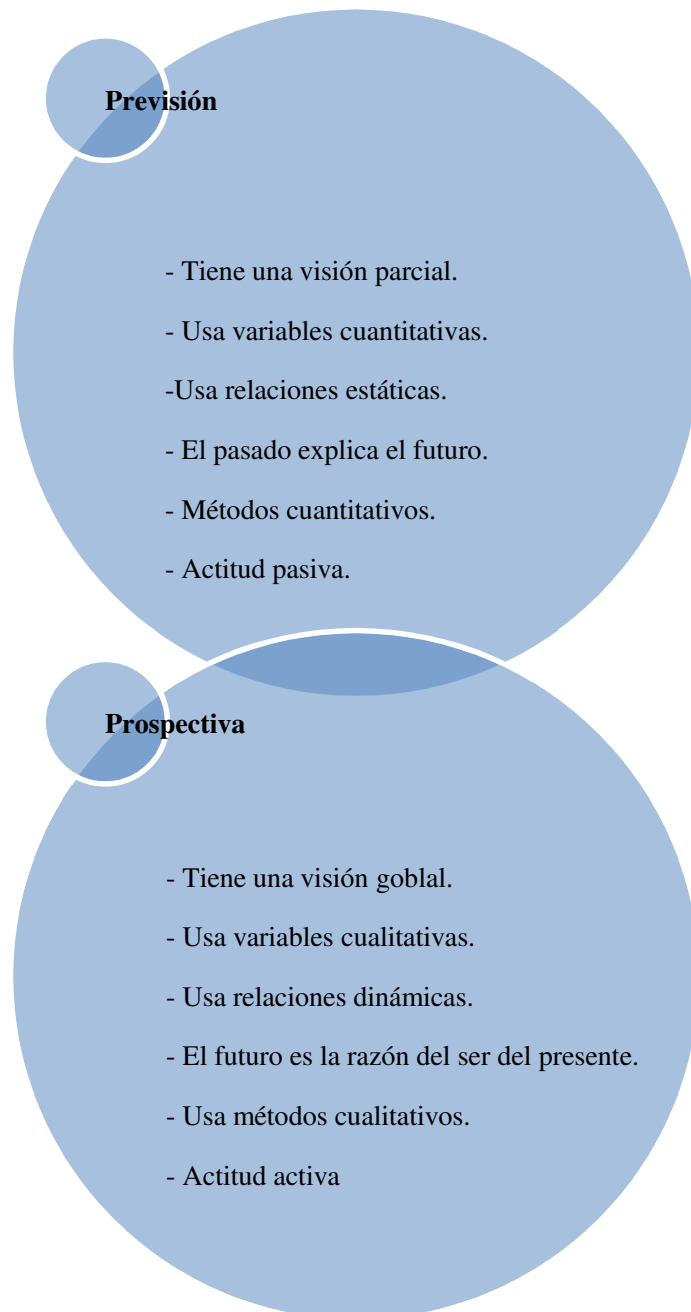 Previsión
- Tiene una visión parcial.
- Usa variables cuantitativas.
-Usa relaciones estáticas.
- El pasado explica el futuro.
- Métodos cuantitativos.
- Actitud pasiva.
Prospectiva
- Tiene una visión goblal.
- Usa variables cualitativas.
- Usa relaciones dinámicas.
- El futuro es la razón del ser del presente.
- Usa métodos cualitativos.
- Actitud activa